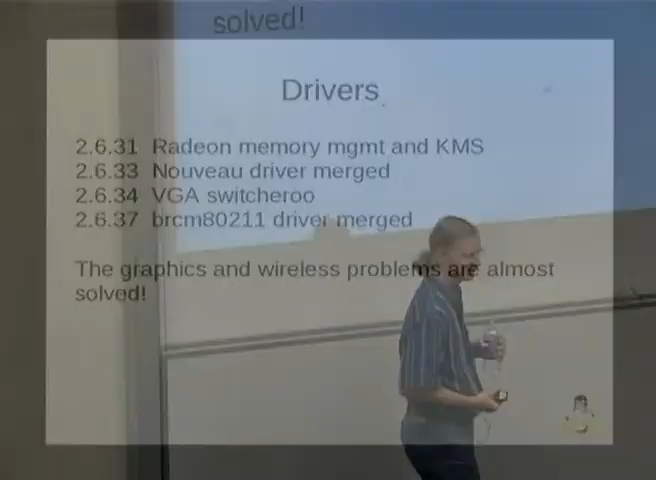 solved!
Drivers
2.6.31 Radeon memory mgmt and KMS
2.6.33 Nouveau driver merged
2.6.34 VGA switcheroo
2.6.37 brcm80211 driver merged
The graphics and wireless problems are almost
solved!